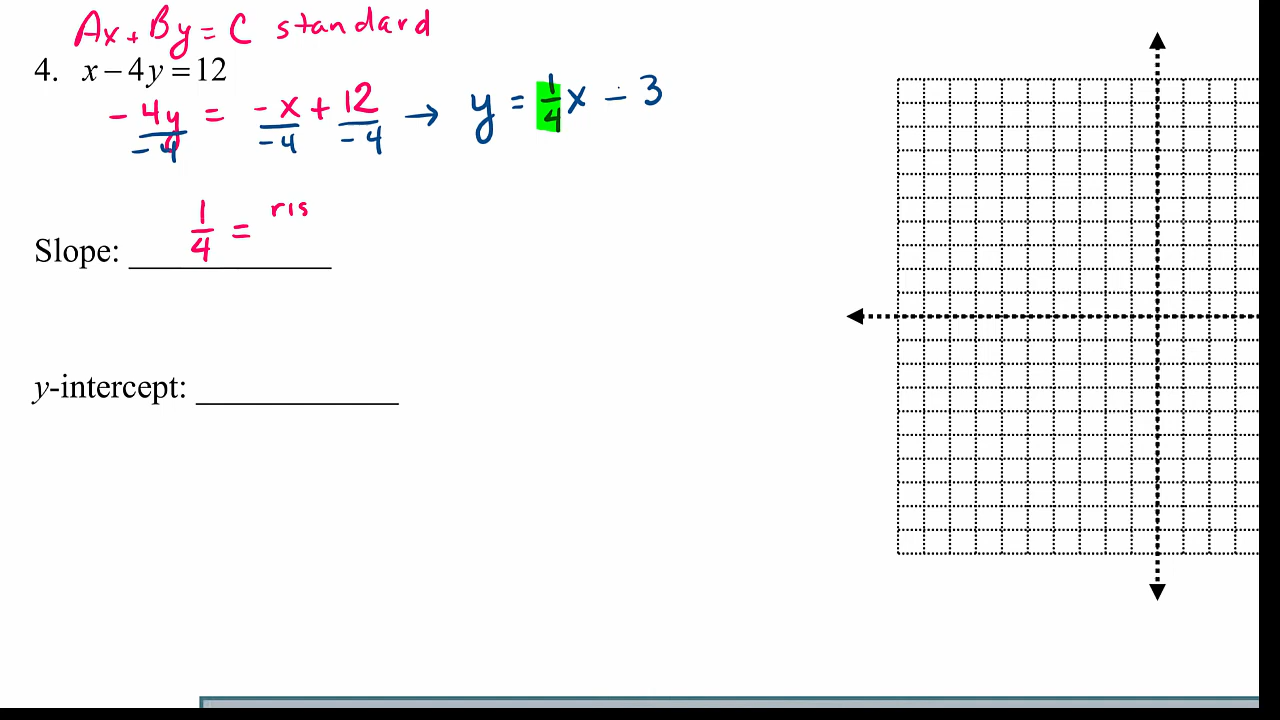 Ax + By = C standard
4. x − 4y = 12
-4y/-4 = -x/-4 + 12/-4 → y = 1/4 x - 3
1/4 = ris
Slope: ____________
y-intercept: ____________